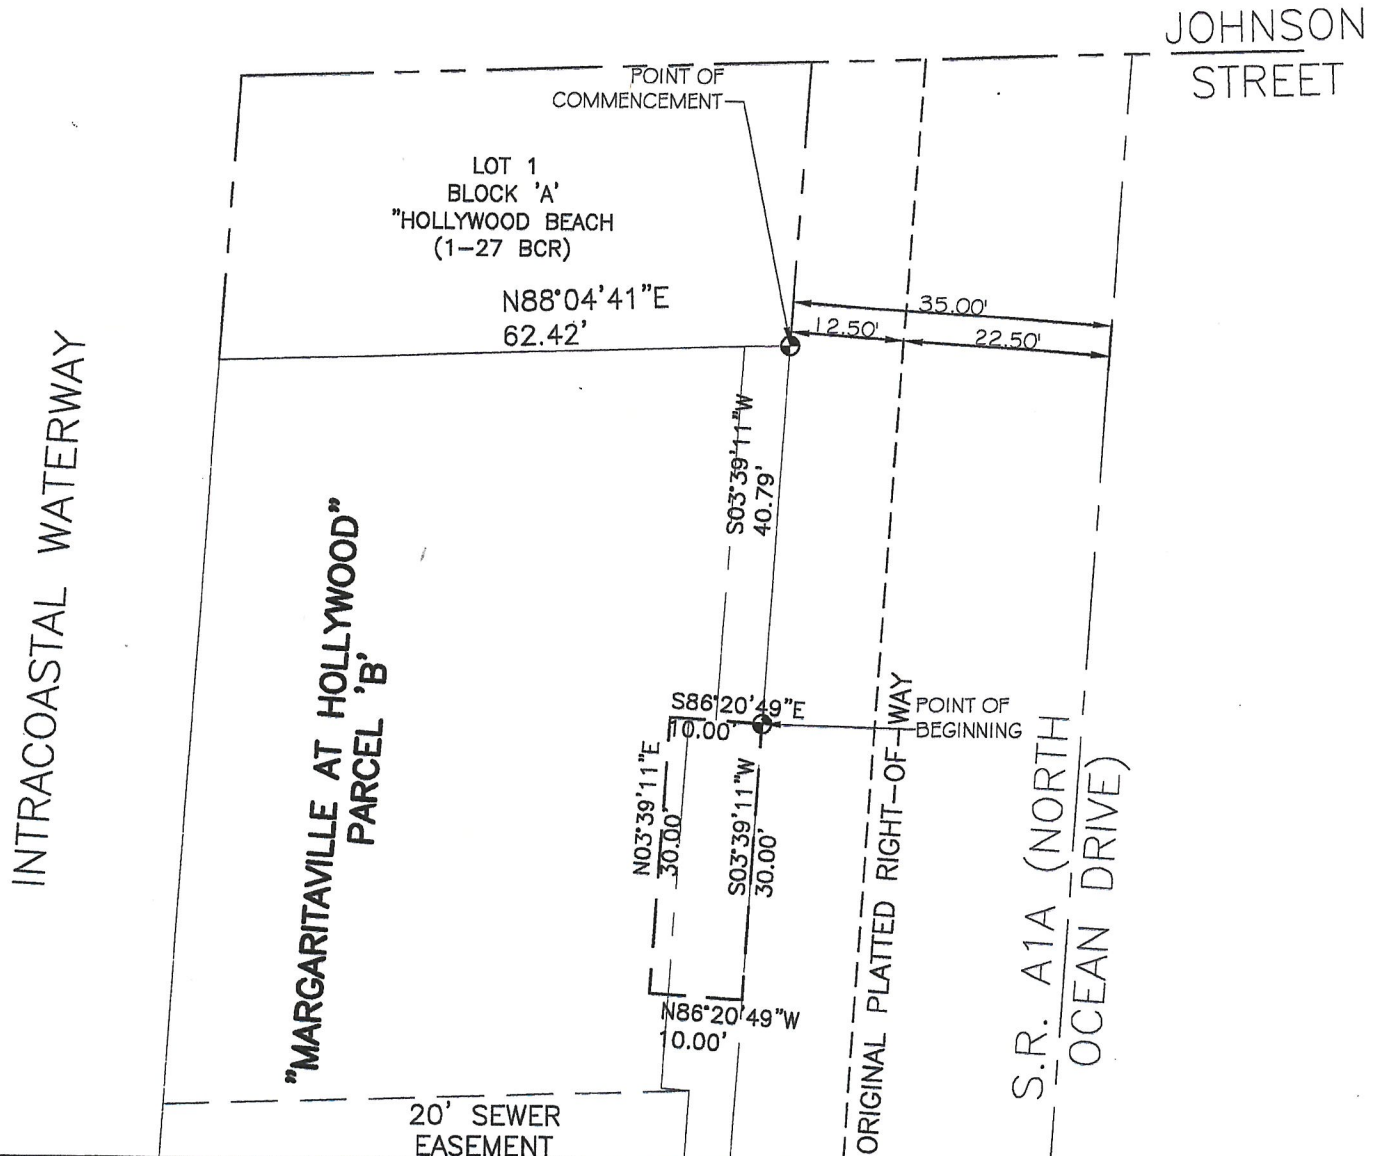 JOHNSON
STREET
POINT OF
COMMENCEMENT
LOT 1
BLOCK 'A'
"HOLLYWOOD BEACH
(1-27 BCR)
N88°04'41"E
62.42'
35.00'
12.50'
22.50'
INTRACOASTAL WATERWAY
S03°39'11"W
40.79'
"MARGARITAVILLE AT HOLLYWOOD"
PARCEL 'B'
S86°20'49"E
10.00'
POINT OF
BEGINNING
N03°39'11"E
30.00'
S03°39'11"W
30.00'
N86°20'49"W
10.00'
ORIGINAL PLATTED RIGHT-OF-WAY
S.R. A1A (NORTH
OCEAN DRIVE)
20' SEWER
EASEMENT